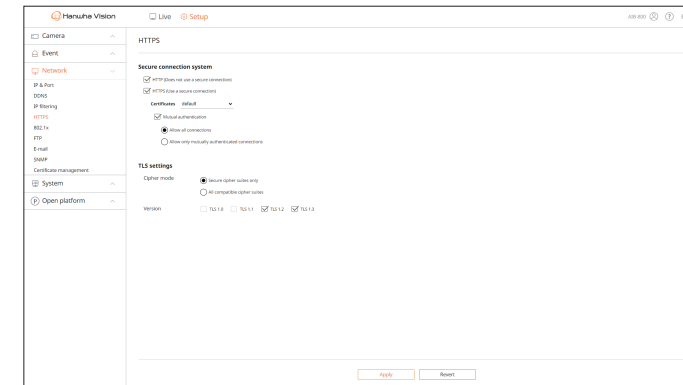 Hanwha Vision
Live
Setup
AIB-800
Camera
Event
Network
IP & Port
DDNS
IP filtering
HTTPS
802.1x
FTP
E-mail
SNMP
Certificate management
System
Open platform
HTTPS
Secure connection system
HTTP (Does not use a secure connection)
HTTPS (Use a secure connection)
Certificates default
Mutual authentication
Allow all connections
Allow only mutually authenticated connections
TLS settings
Cipher mode
Secure cipher suites only
All compatible cipher suites
Version TLS 1.0 TLS 1.1 TLS 1.2 TLS 1.3
Apply Revert